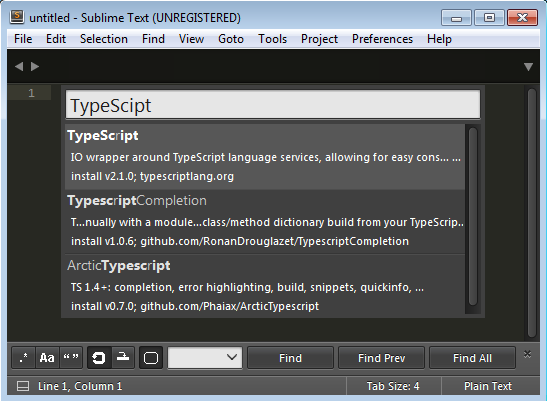 untitled - Sublime Text (UNREGISTERED)
File Edit Selection Find View Goto Tools Project Preferences Help
1
TypeScipt
TypeScript
IO wrapper around TypeScript language services, allowing for easy cons... ...
install v2.1.0; typescriptlang.org
TypescriptCompletion
T...nually with a module...class/method dictionary build from your TypeScrip..
install v1.0.6; github.com/RonanDrouglazet/TypescriptCompletion
ArcticTypescript
TS 1.4+: completion, error highlighting, build, snippets, quickinfo, ...
install v0.7.0; github.com/Phaiax/ArcticTypescript
.* Aa “” Find Find Prev Find All
Line 1, Column 1 Tab Size: 4 Plain Text